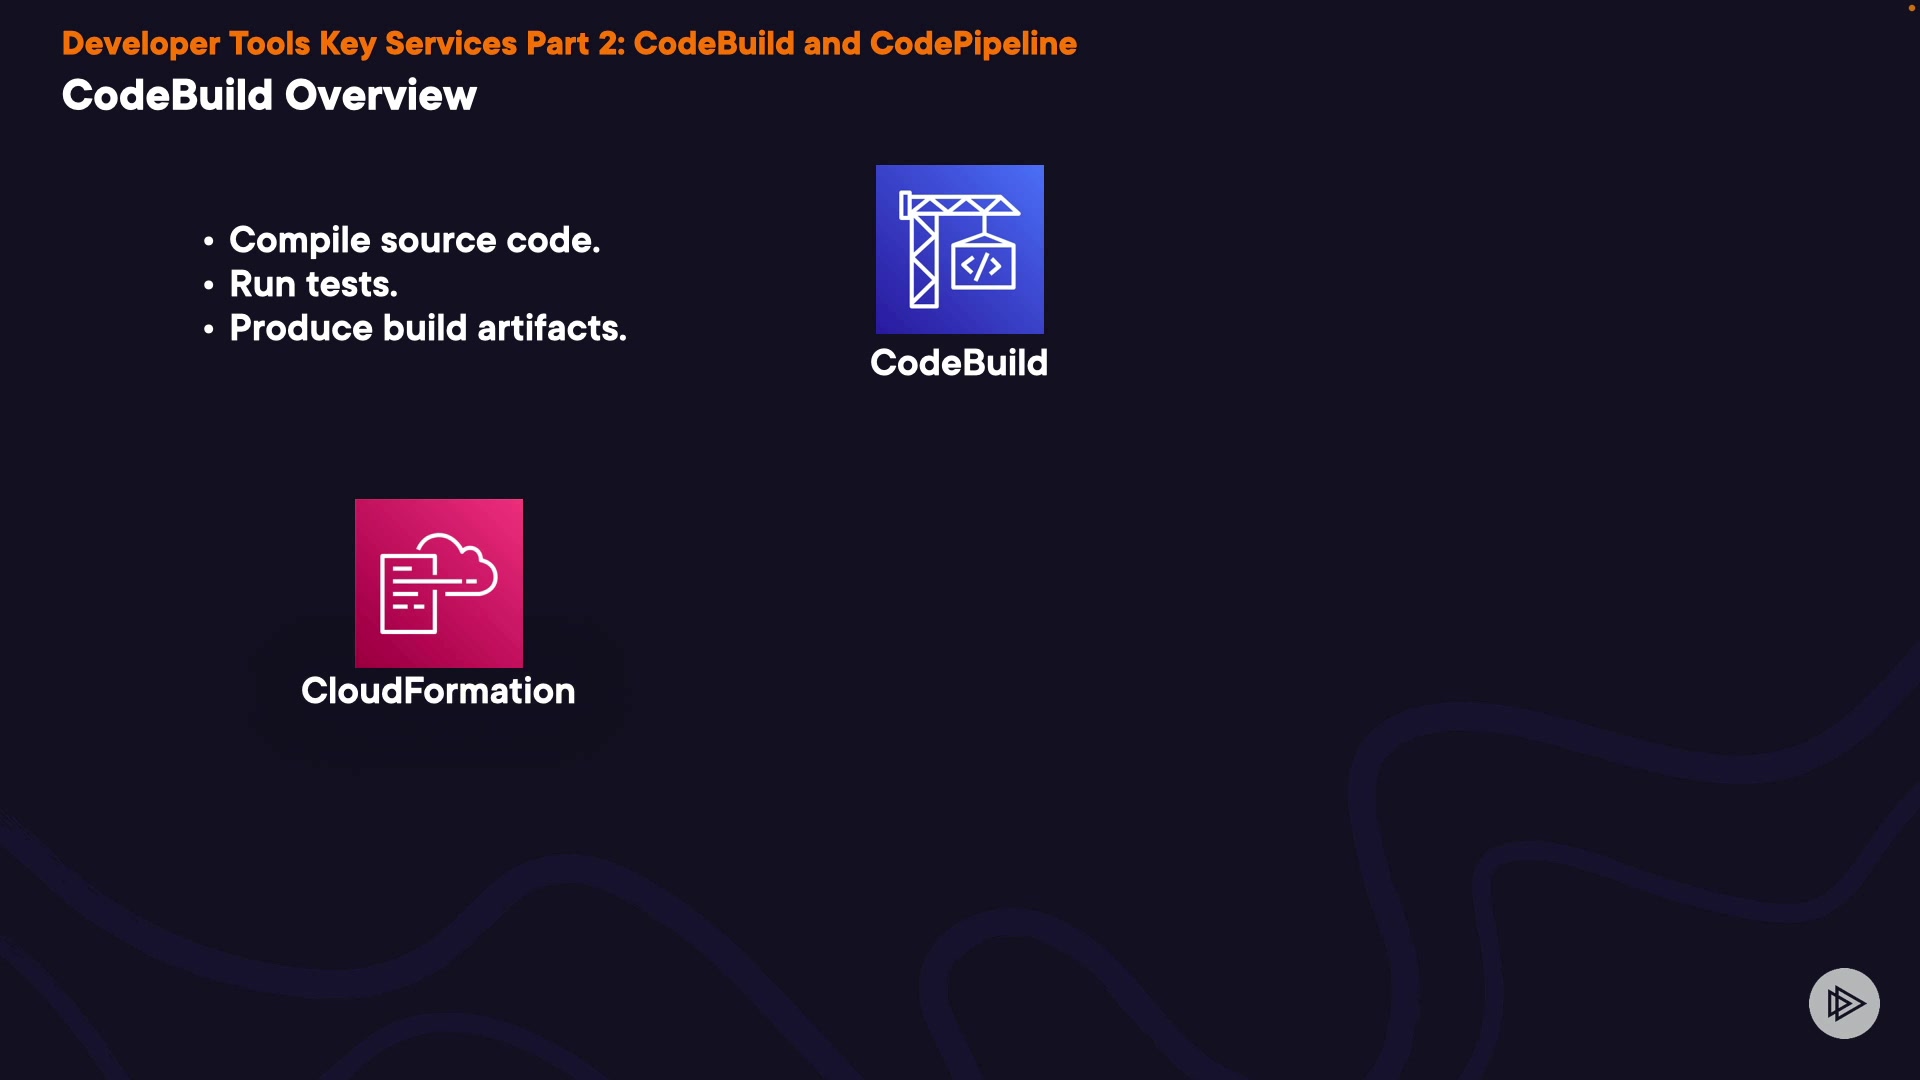 Developer Tools Key Services Part 2: CodeBuild and CodePipeline
CodeBuild Overview
• Compile source code.
• Run tests.
• Produce build artifacts.
</>
CodeBuild
CloudFormation